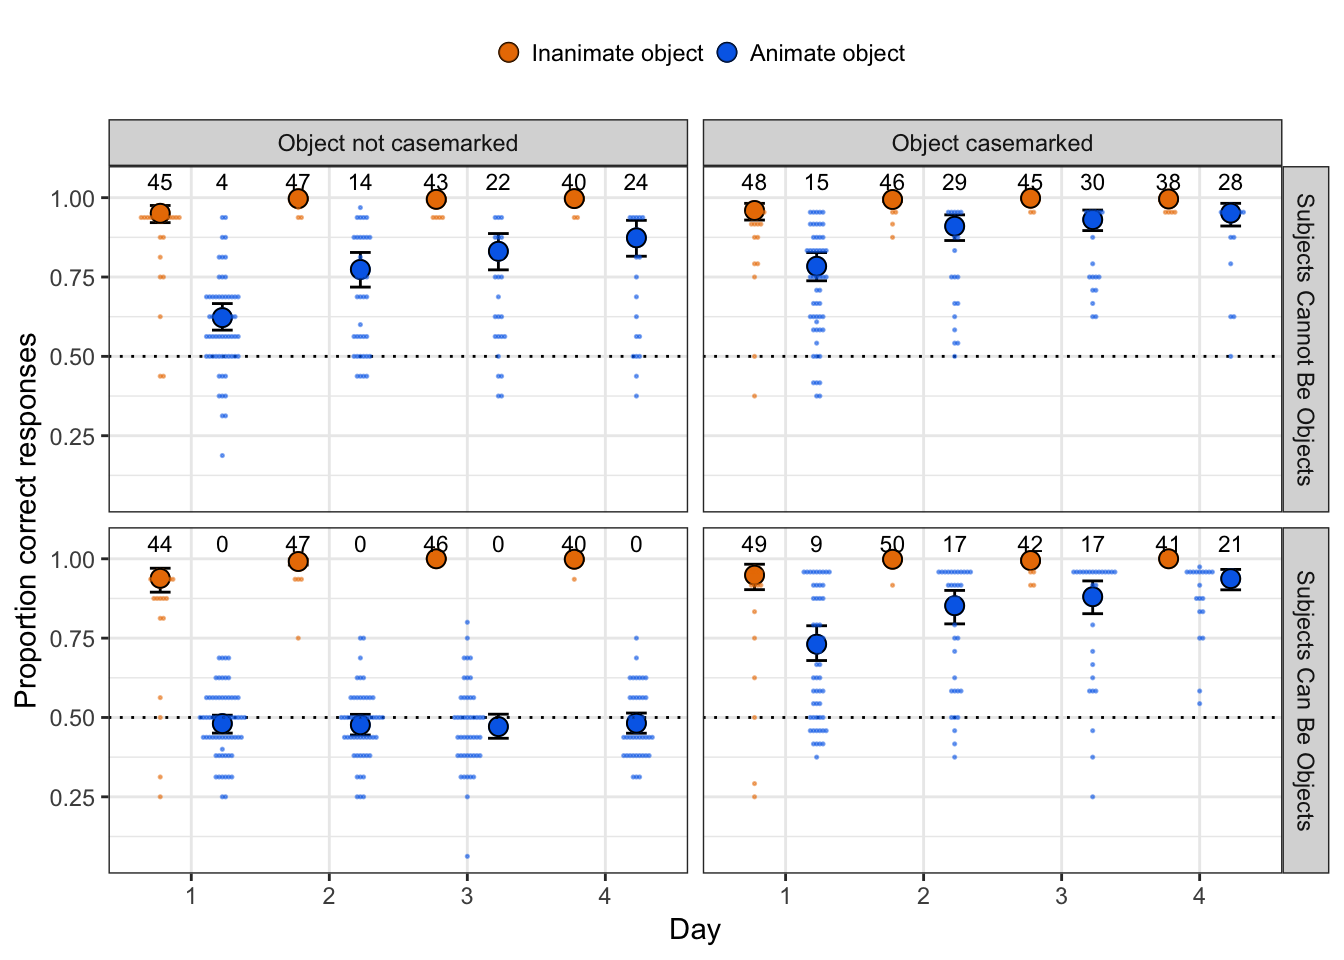 Inanimate object Animate object
Object not casemarked Object casemarked
45 4 47 14 43 22 40 24 48 15 46 29 45 30 38 28
1.00
0.75
0.50
0.25
Subjects Cannot Be Objects
44 0 47 0 46 0 40 0 49 9 50 17 42 17 41 21
1.00
0.75
0.50
0.25
Subjects Can Be Objects
Proportion correct responses
1 2 3 4 1 2 3 4
Day